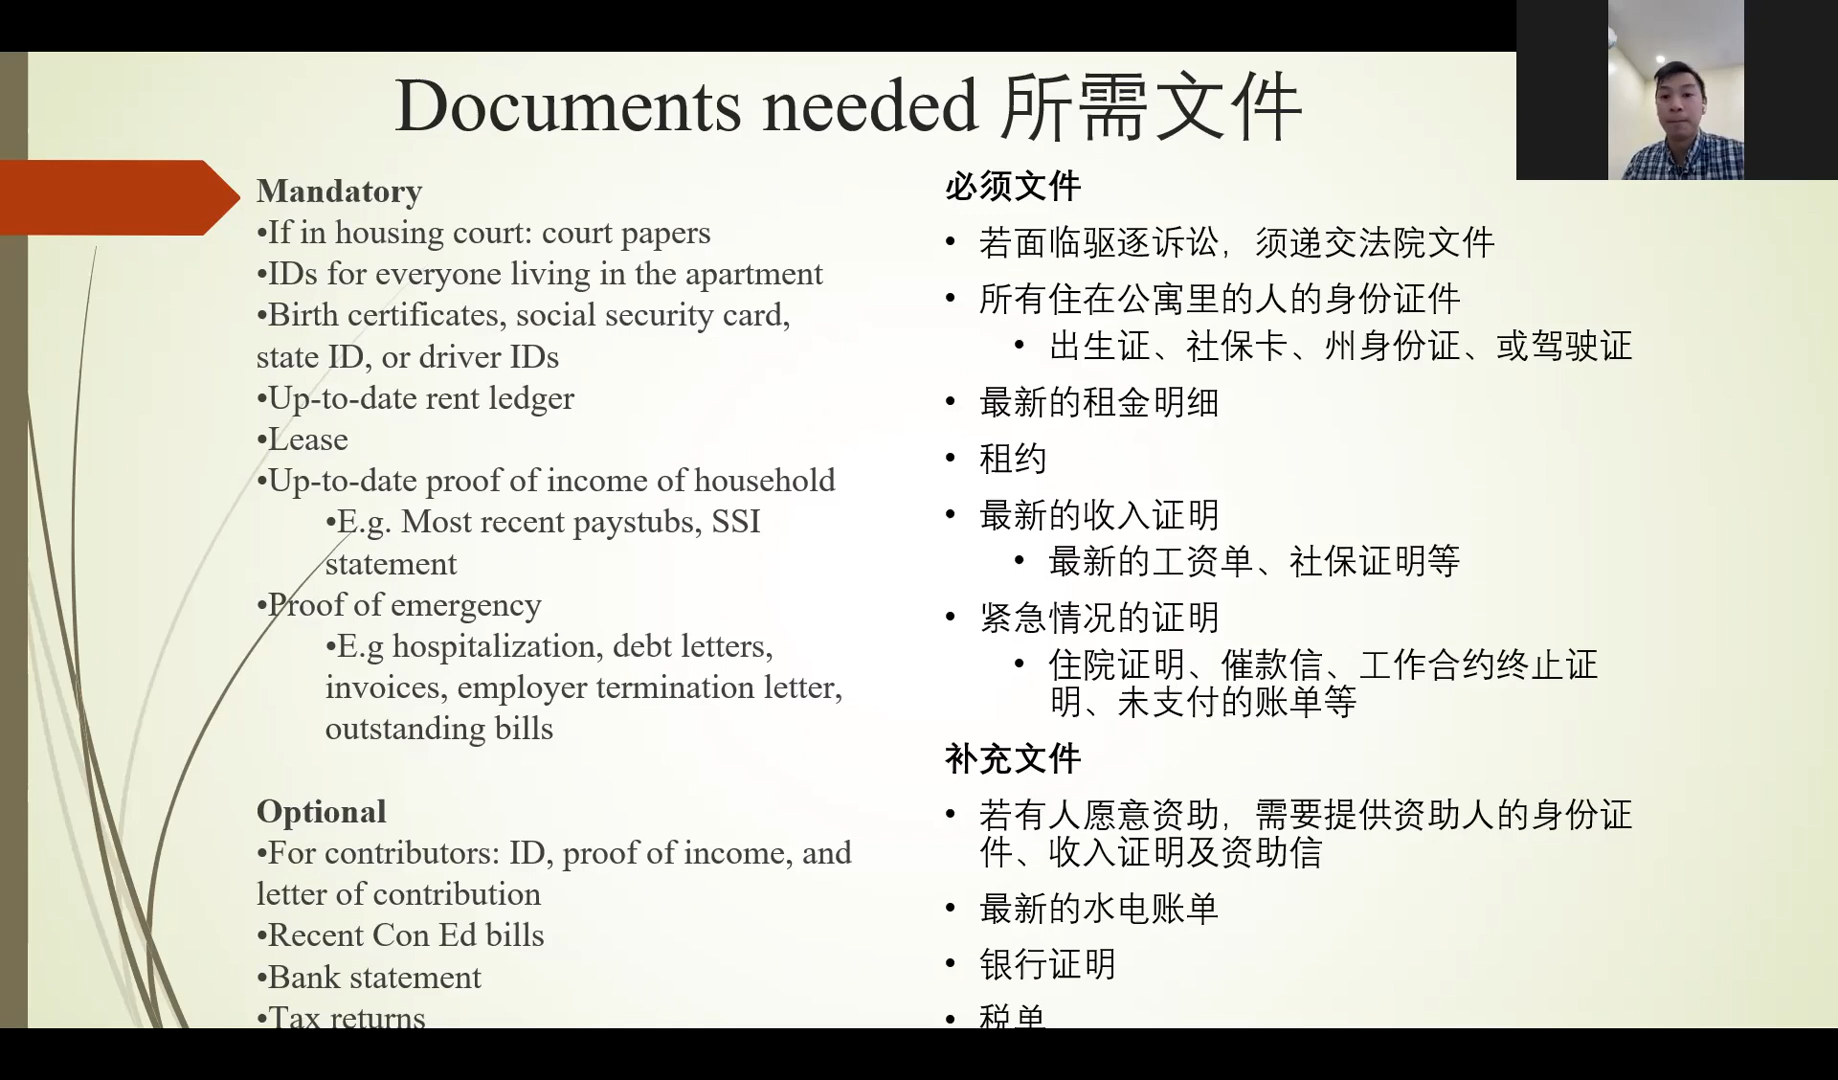 Documents needed 所需文件
Mandatory
•If in housing court: court papers
•IDs for everyone living in the apartment
•Birth certificates, social security card,
state ID, or driver IDs
•Up-to-date rent ledger
•Lease
•Up-to-date proof of income of household
•E.g. Most recent paystubs, SSI
statement
•Proof of emergency
•E.g hospitalization, debt letters,
invoices, employer termination letter,
outstanding bills
Optional
•For contributors: ID, proof of income, and
letter of contribution
•Recent Con Ed bills
•Bank statement
•Tax returns
必须文件
• 若面临驱逐诉讼，须递交法院文件
• 所有住在公寓里的人的身份证件
• 出生证、社保卡、州身份证、或驾驶证
• 最新的租金明细
• 租约
• 最新的收入证明
• 最新的工资单、社保证明等
• 紧急情况的证明
• 住院证明、催款信、工作合约终止证
明、未支付的账单等
补充文件
• 若有人愿意资助，需要提供资助人的身份证
件、收入证明及资助信
• 最新的水电账单
• 银行证明
• 税单